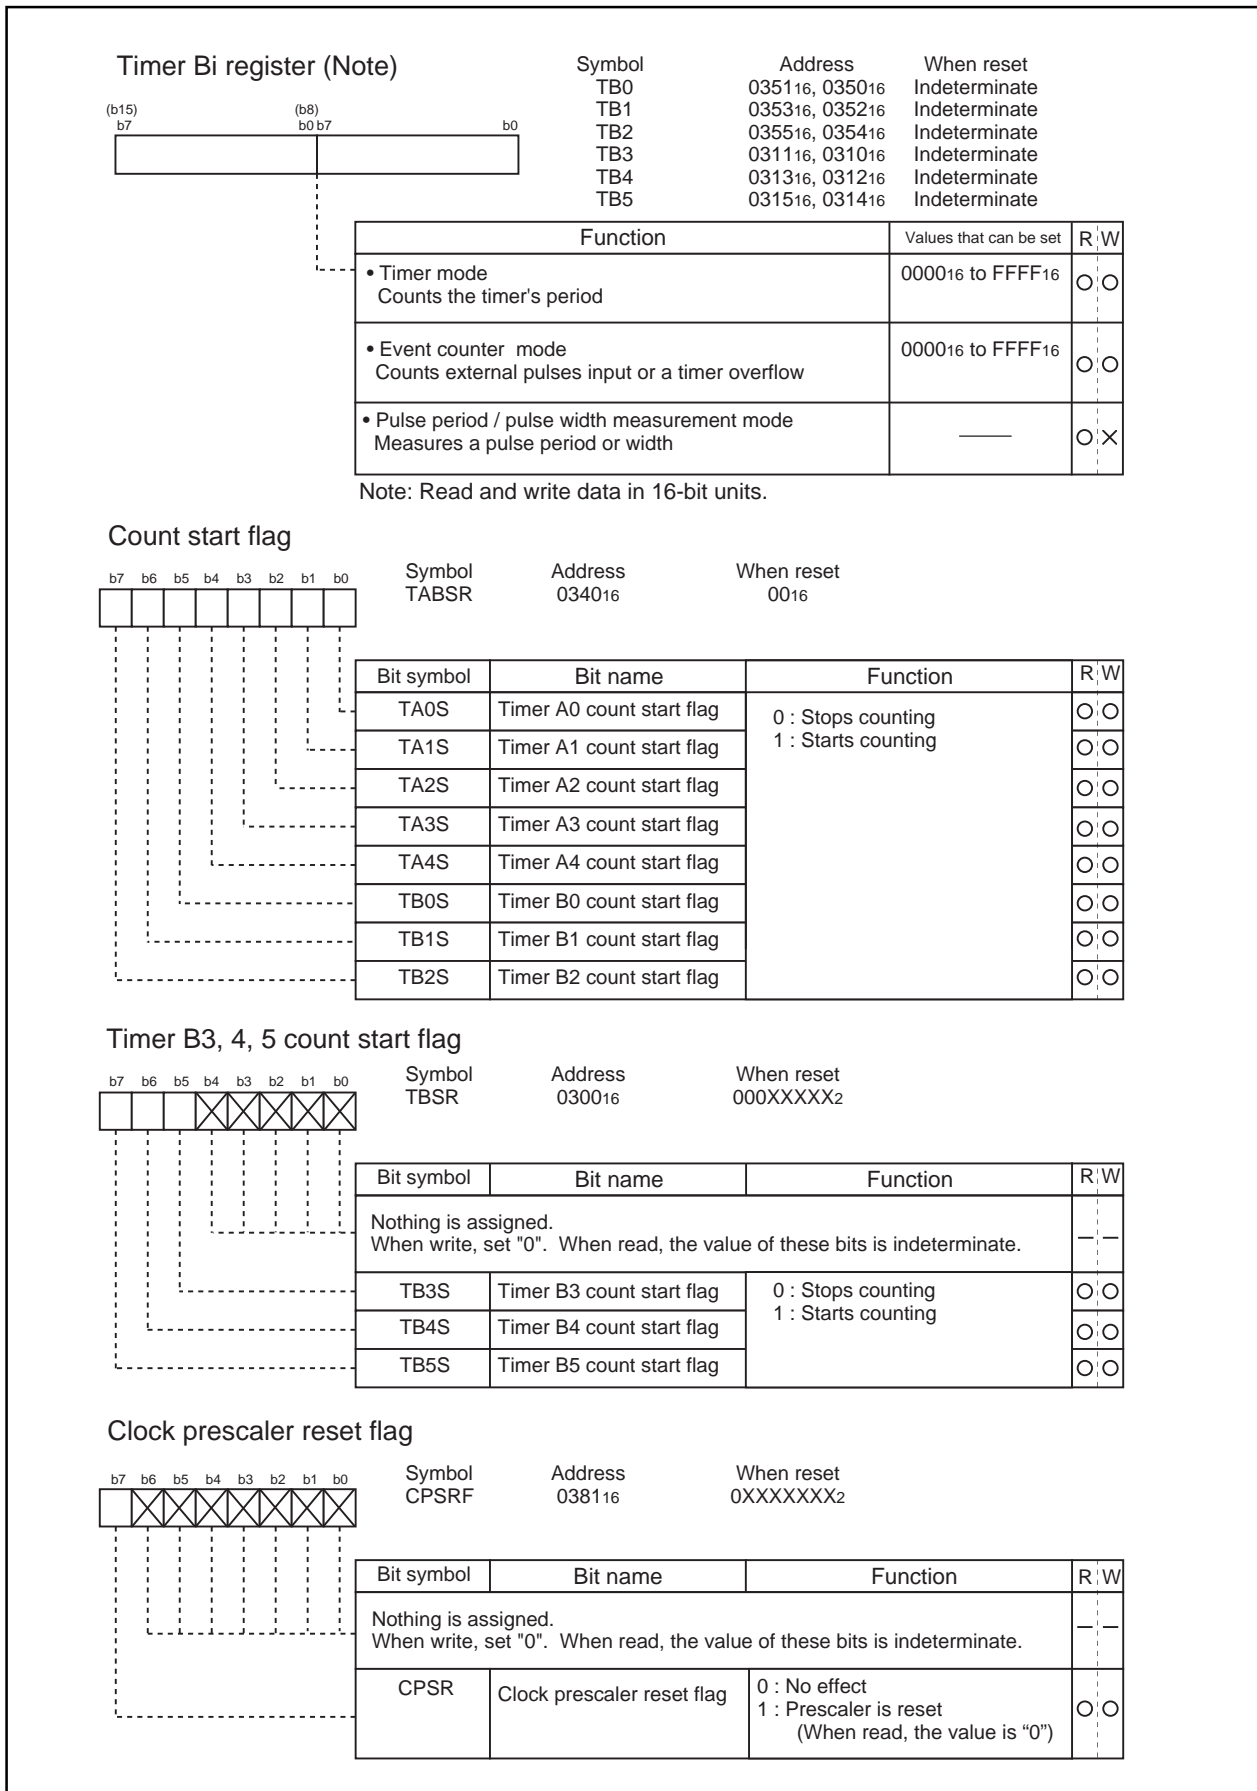 Timer Bi register (Note)
Symbol Address When reset
TB0 035116, 035016 Indeterminate
TB1 035316, 035216 Indeterminate
TB2 035516, 035416 Indeterminate
TB3 031116, 031016 Indeterminate
TB4 031316, 031216 Indeterminate
TB5 031516, 031416 Indeterminate
(b15) (b8)
b7 b0 b7 b0
Function Values that can be set R W
• Timer mode 000016 to FFFF16
Counts the timer's period
• Event counter mode 000016 to FFFF16
Counts external pulses input or a timer overflow
• Pulse period / pulse width measurement mode
Measures a pulse period or width
Note: Read and write data in 16-bit units.
Count start flag
Symbol Address When reset
TABSR 034016 0016
b7 b6 b5 b4 b3 b2 b1 b0
Bit symbol Bit name Function R W
TA0S Timer A0 count start flag 0 : Stops counting
1 : Starts counting
TA1S Timer A1 count start flag
TA2S Timer A2 count start flag
TA3S Timer A3 count start flag
TA4S Timer A4 count start flag
TB0S Timer B0 count start flag
TB1S Timer B1 count start flag
TB2S Timer B2 count start flag
Timer B3, 4, 5 count start flag
Symbol Address When reset
TBSR 030016 000XXXXX2
b7 b6 b5 b4 b3 b2 b1 b0
Bit symbol Bit name Function R W
Nothing is assigned.
When write, set "0". When read, the value of these bits is indeterminate.
TB3S Timer B3 count start flag 0 : Stops counting
1 : Starts counting
TB4S Timer B4 count start flag
TB5S Timer B5 count start flag
Clock prescaler reset flag
Symbol Address When reset
CPSRF 038116 0XXXXXXX2
b7 b6 b5 b4 b3 b2 b1 b0
Bit symbol Bit name Function R W
Nothing is assigned.
When write, set "0". When read, the value of these bits is indeterminate.
CPSR Clock prescaler reset flag 0 : No effect
1 : Prescaler is reset
(When read, the value is “0”)